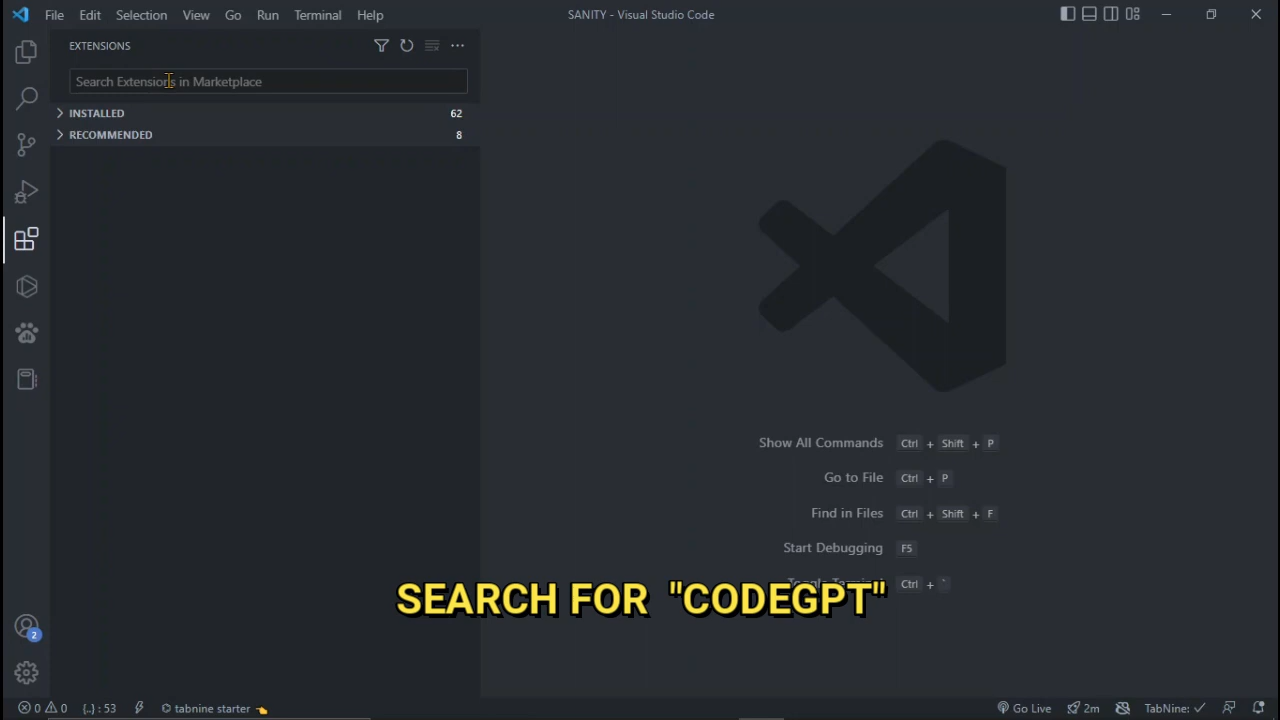 File Edit Selection View Go Run Terminal Help
SANITY - Visual Studio Code
EXTENSIONS
Search Extensions in Marketplace
INSTALLED 62
RECOMMENDED 8
Show All Commands Ctrl + Shift + P
Go to File Ctrl + P
Find in Files Ctrl + Shift + F
Start Debugging F5
Toggle Terminal Ctrl + `
SEARCH FOR "CODEGPT"
2
0 0 {..} : 53 tabnine starter Go Live 2m TabNine: